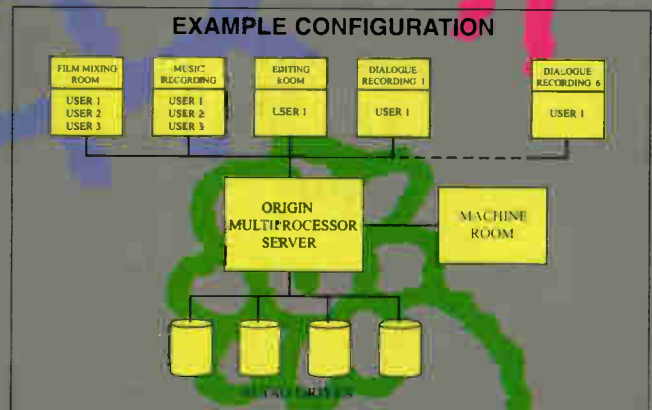 EXAMPLE CONFIGURATION
FILM MIXING
ROOM
USER 1
USER 2
USER 3
MUSIC
RECORDING
USER 1
USER 2
USER 3
EDITING
ROOM
USER 1
DIALOGUE
RECORDING 1
USER 1
DIALOGUE
RECORDING 6
USER 1
ORIGIN
MULTIPROCESSOR
SERVER
MACHINE
ROOM